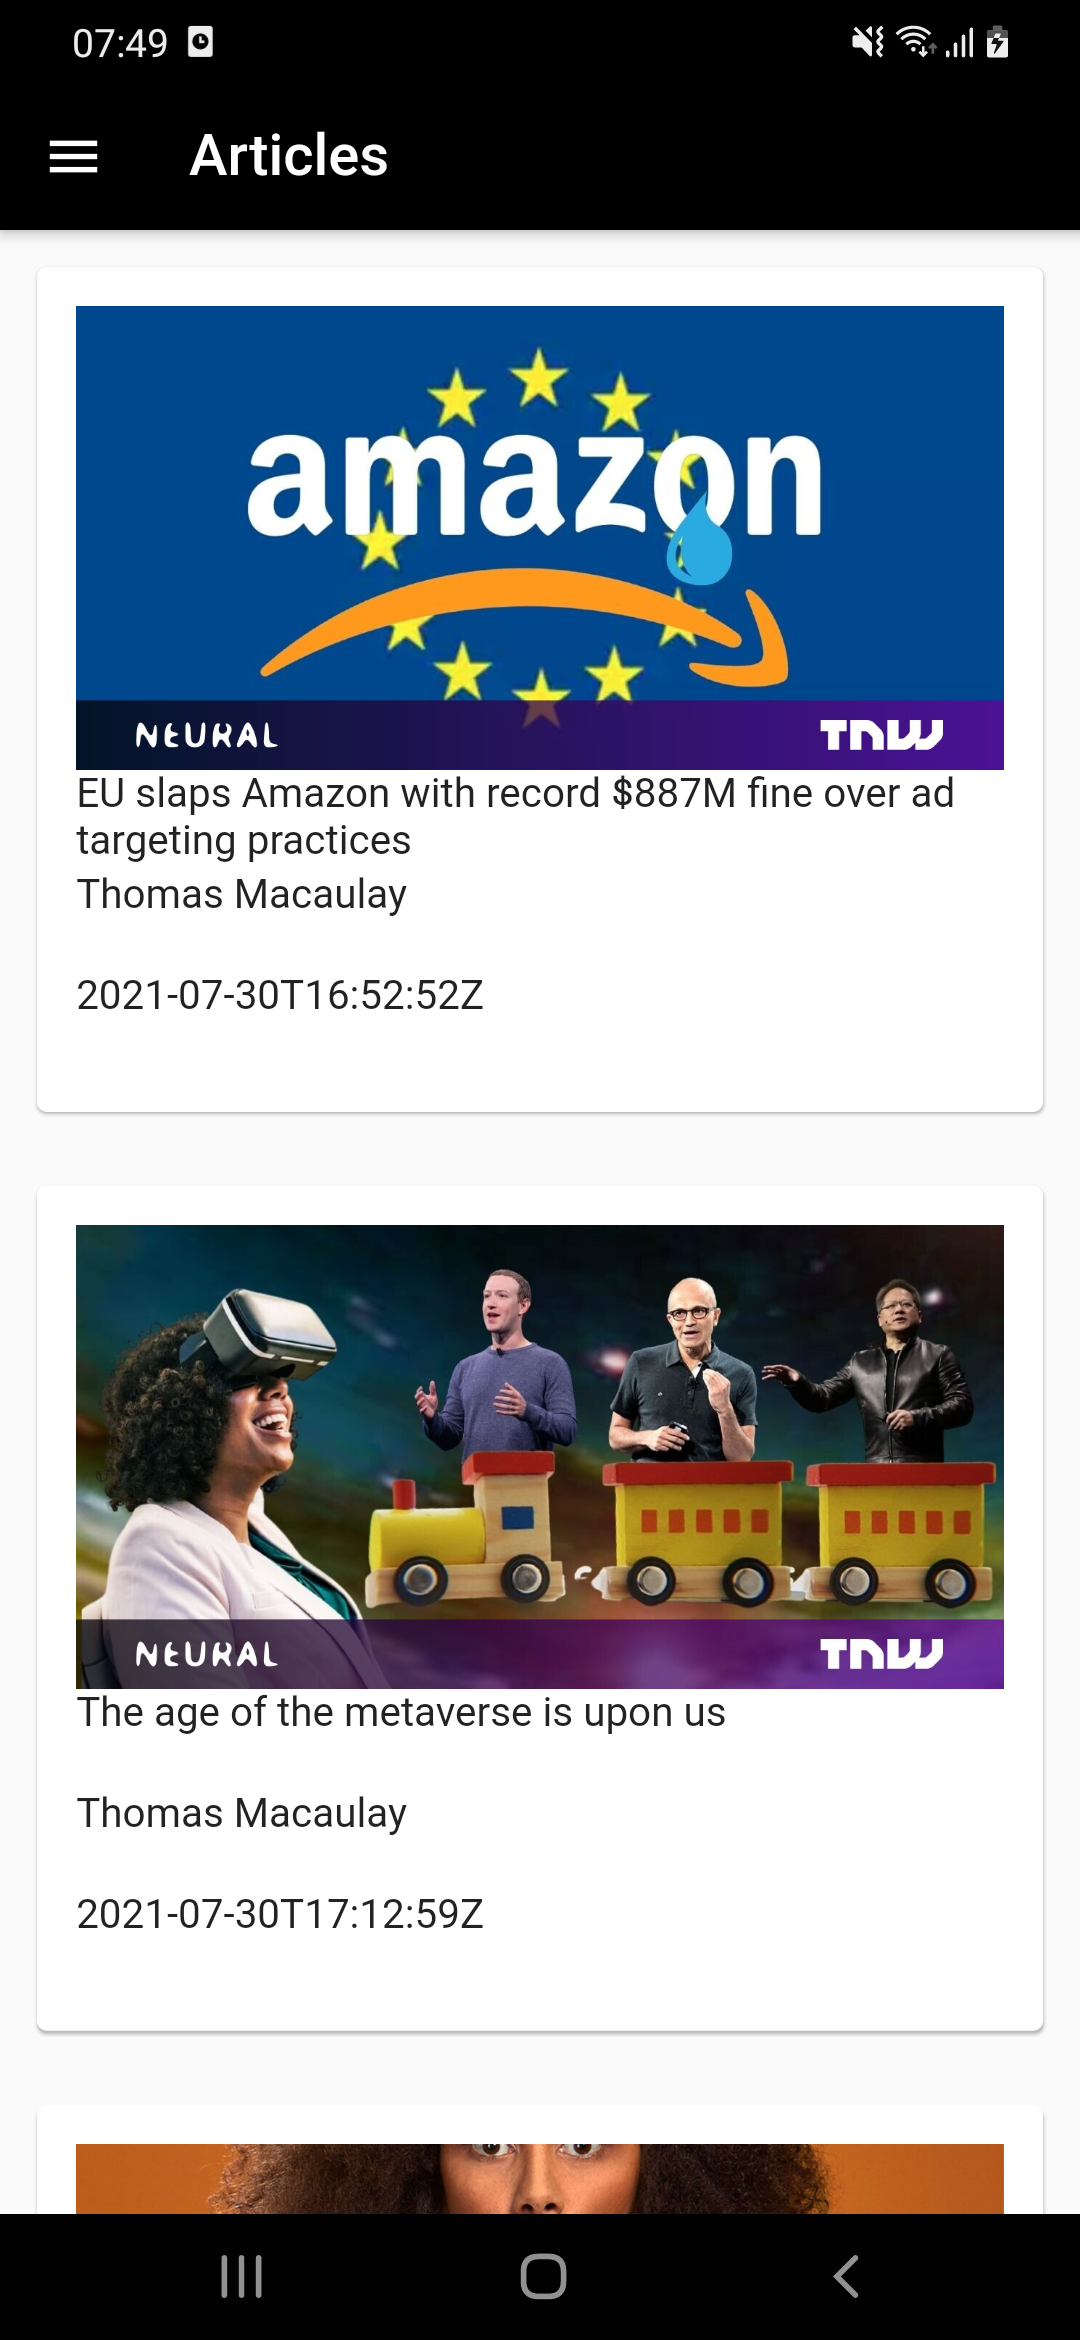 07:49
Articles
amazon
NEURAL
TNW
EU slaps Amazon with record $887M fine over ad
targeting practices
Thomas Macaulay
2021-07-30T16:52:52Z
NEURAL
TNW
The age of the metaverse is upon us
Thomas Macaulay
2021-07-30T17:12:59Z